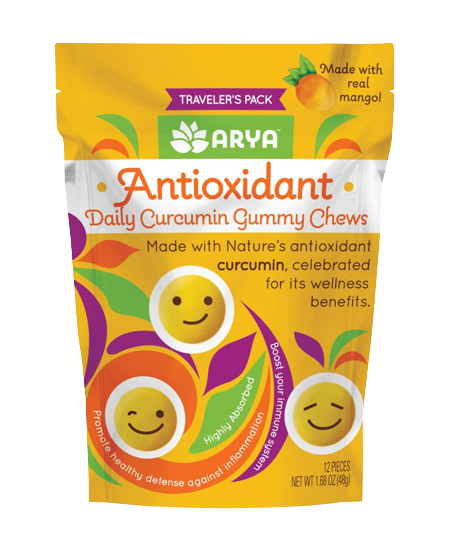 Made with
real
mango!
TRAVELER'S PACK
ARYA™
Antioxidant
Daily Curcumin Gummy Chews
Made with Nature's antioxidant
curcumin, celebrated
for its wellness
benefits.
Highly Absorbed
Boost your immune system
Promote healthy defense against inflammation
12 PIECES
NET WT 1.68 OZ (48g)